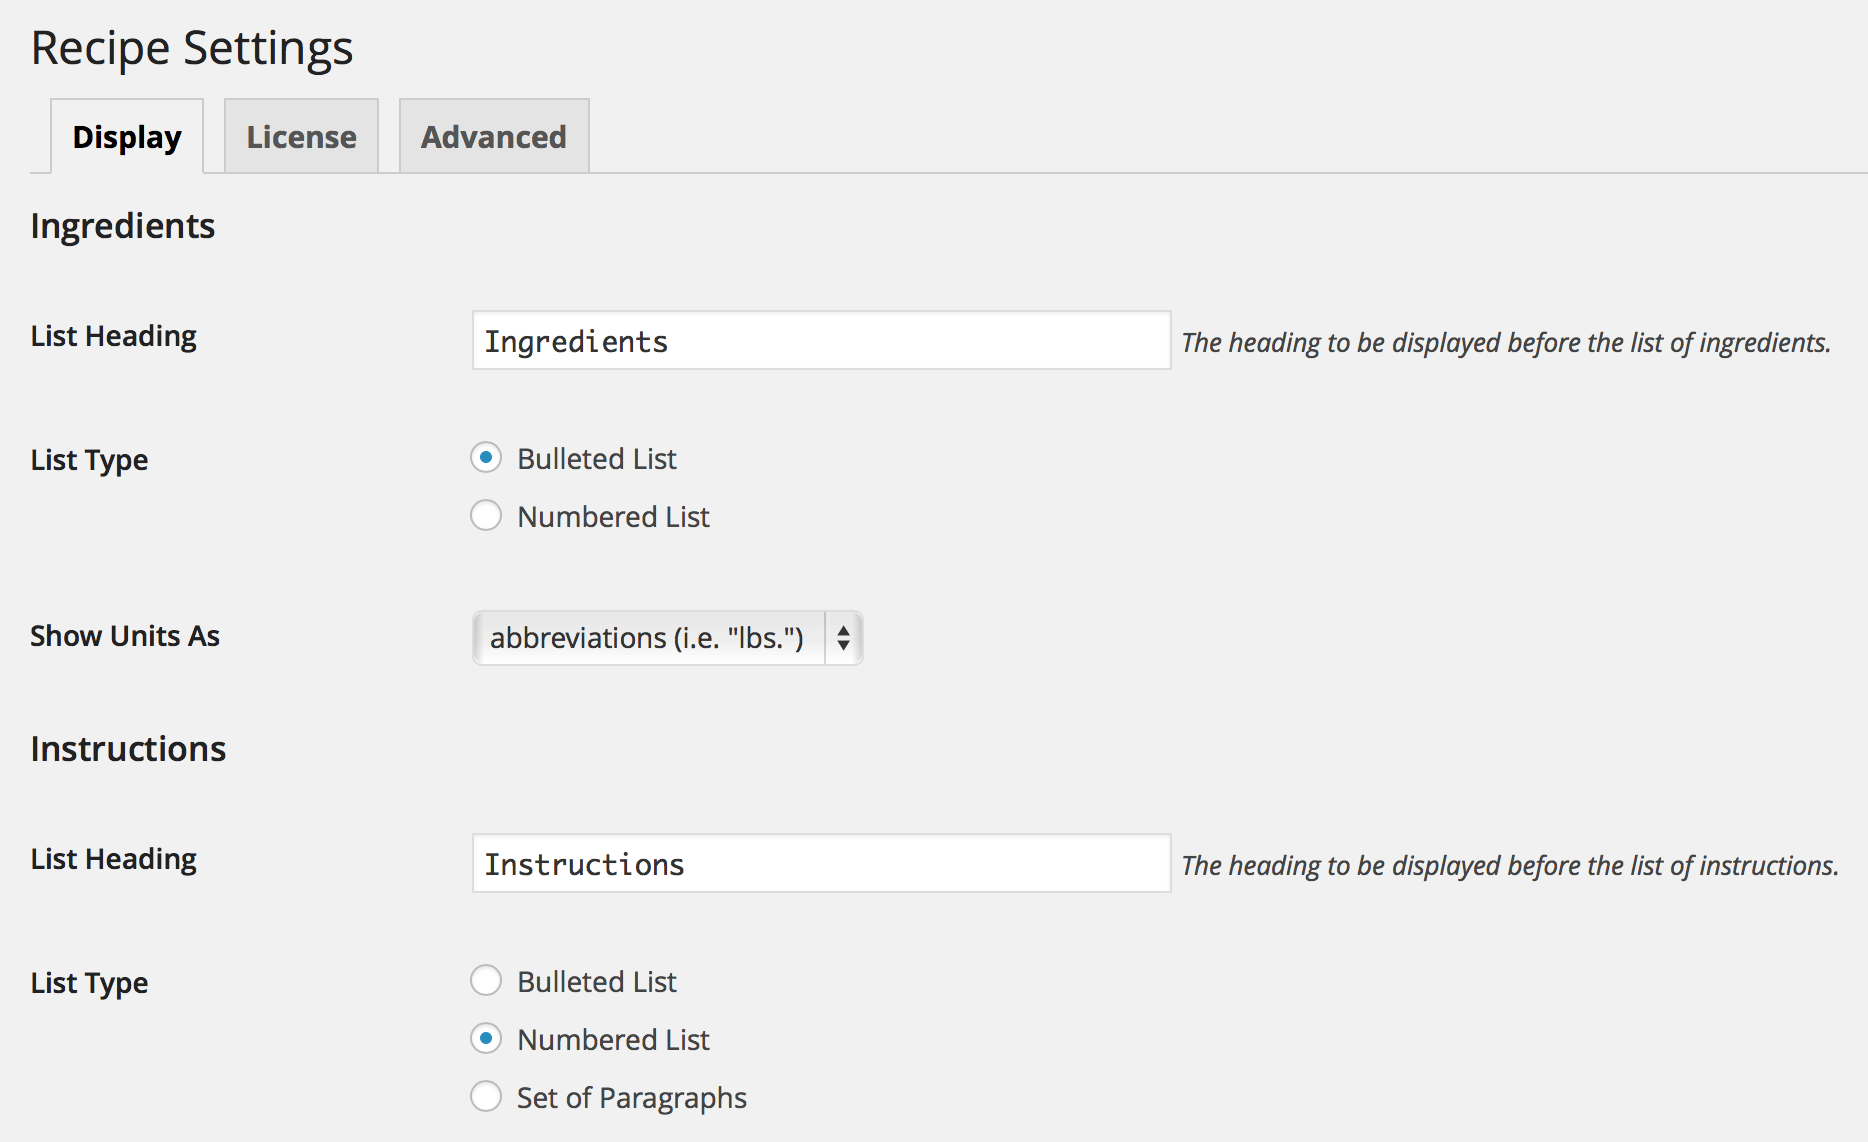 Recipe Settings
Display License Advanced
Ingredients
List Heading Ingredients The heading to be displayed before the list of ingredients.
List Type Bulleted List
Numbered List
Show Units As abbreviations (i.e. "lbs.")
Instructions
List Heading Instructions The heading to be displayed before the list of instructions.
List Type Bulleted List
Numbered List
Set of Paragraphs